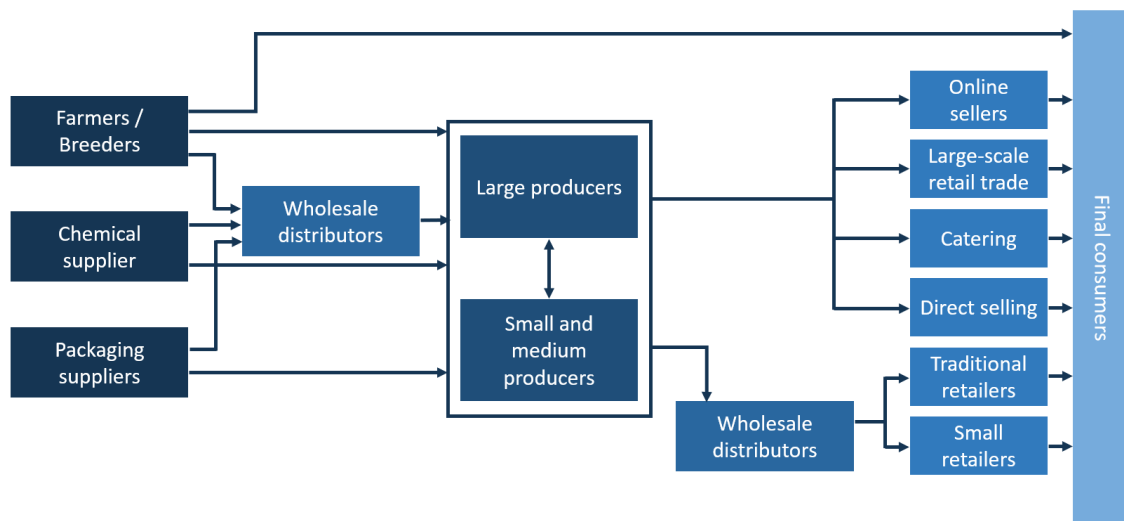 Farmers /
Breeders
Chemical
supplier
Packaging
suppliers
Wholesale
distributors
Large producers
Small and
medium
producers
Wholesale
distributors
Online
sellers
Large-scale
retail trade
Catering
Direct selling
Traditional
retailers
Small
retailers
Final consumers